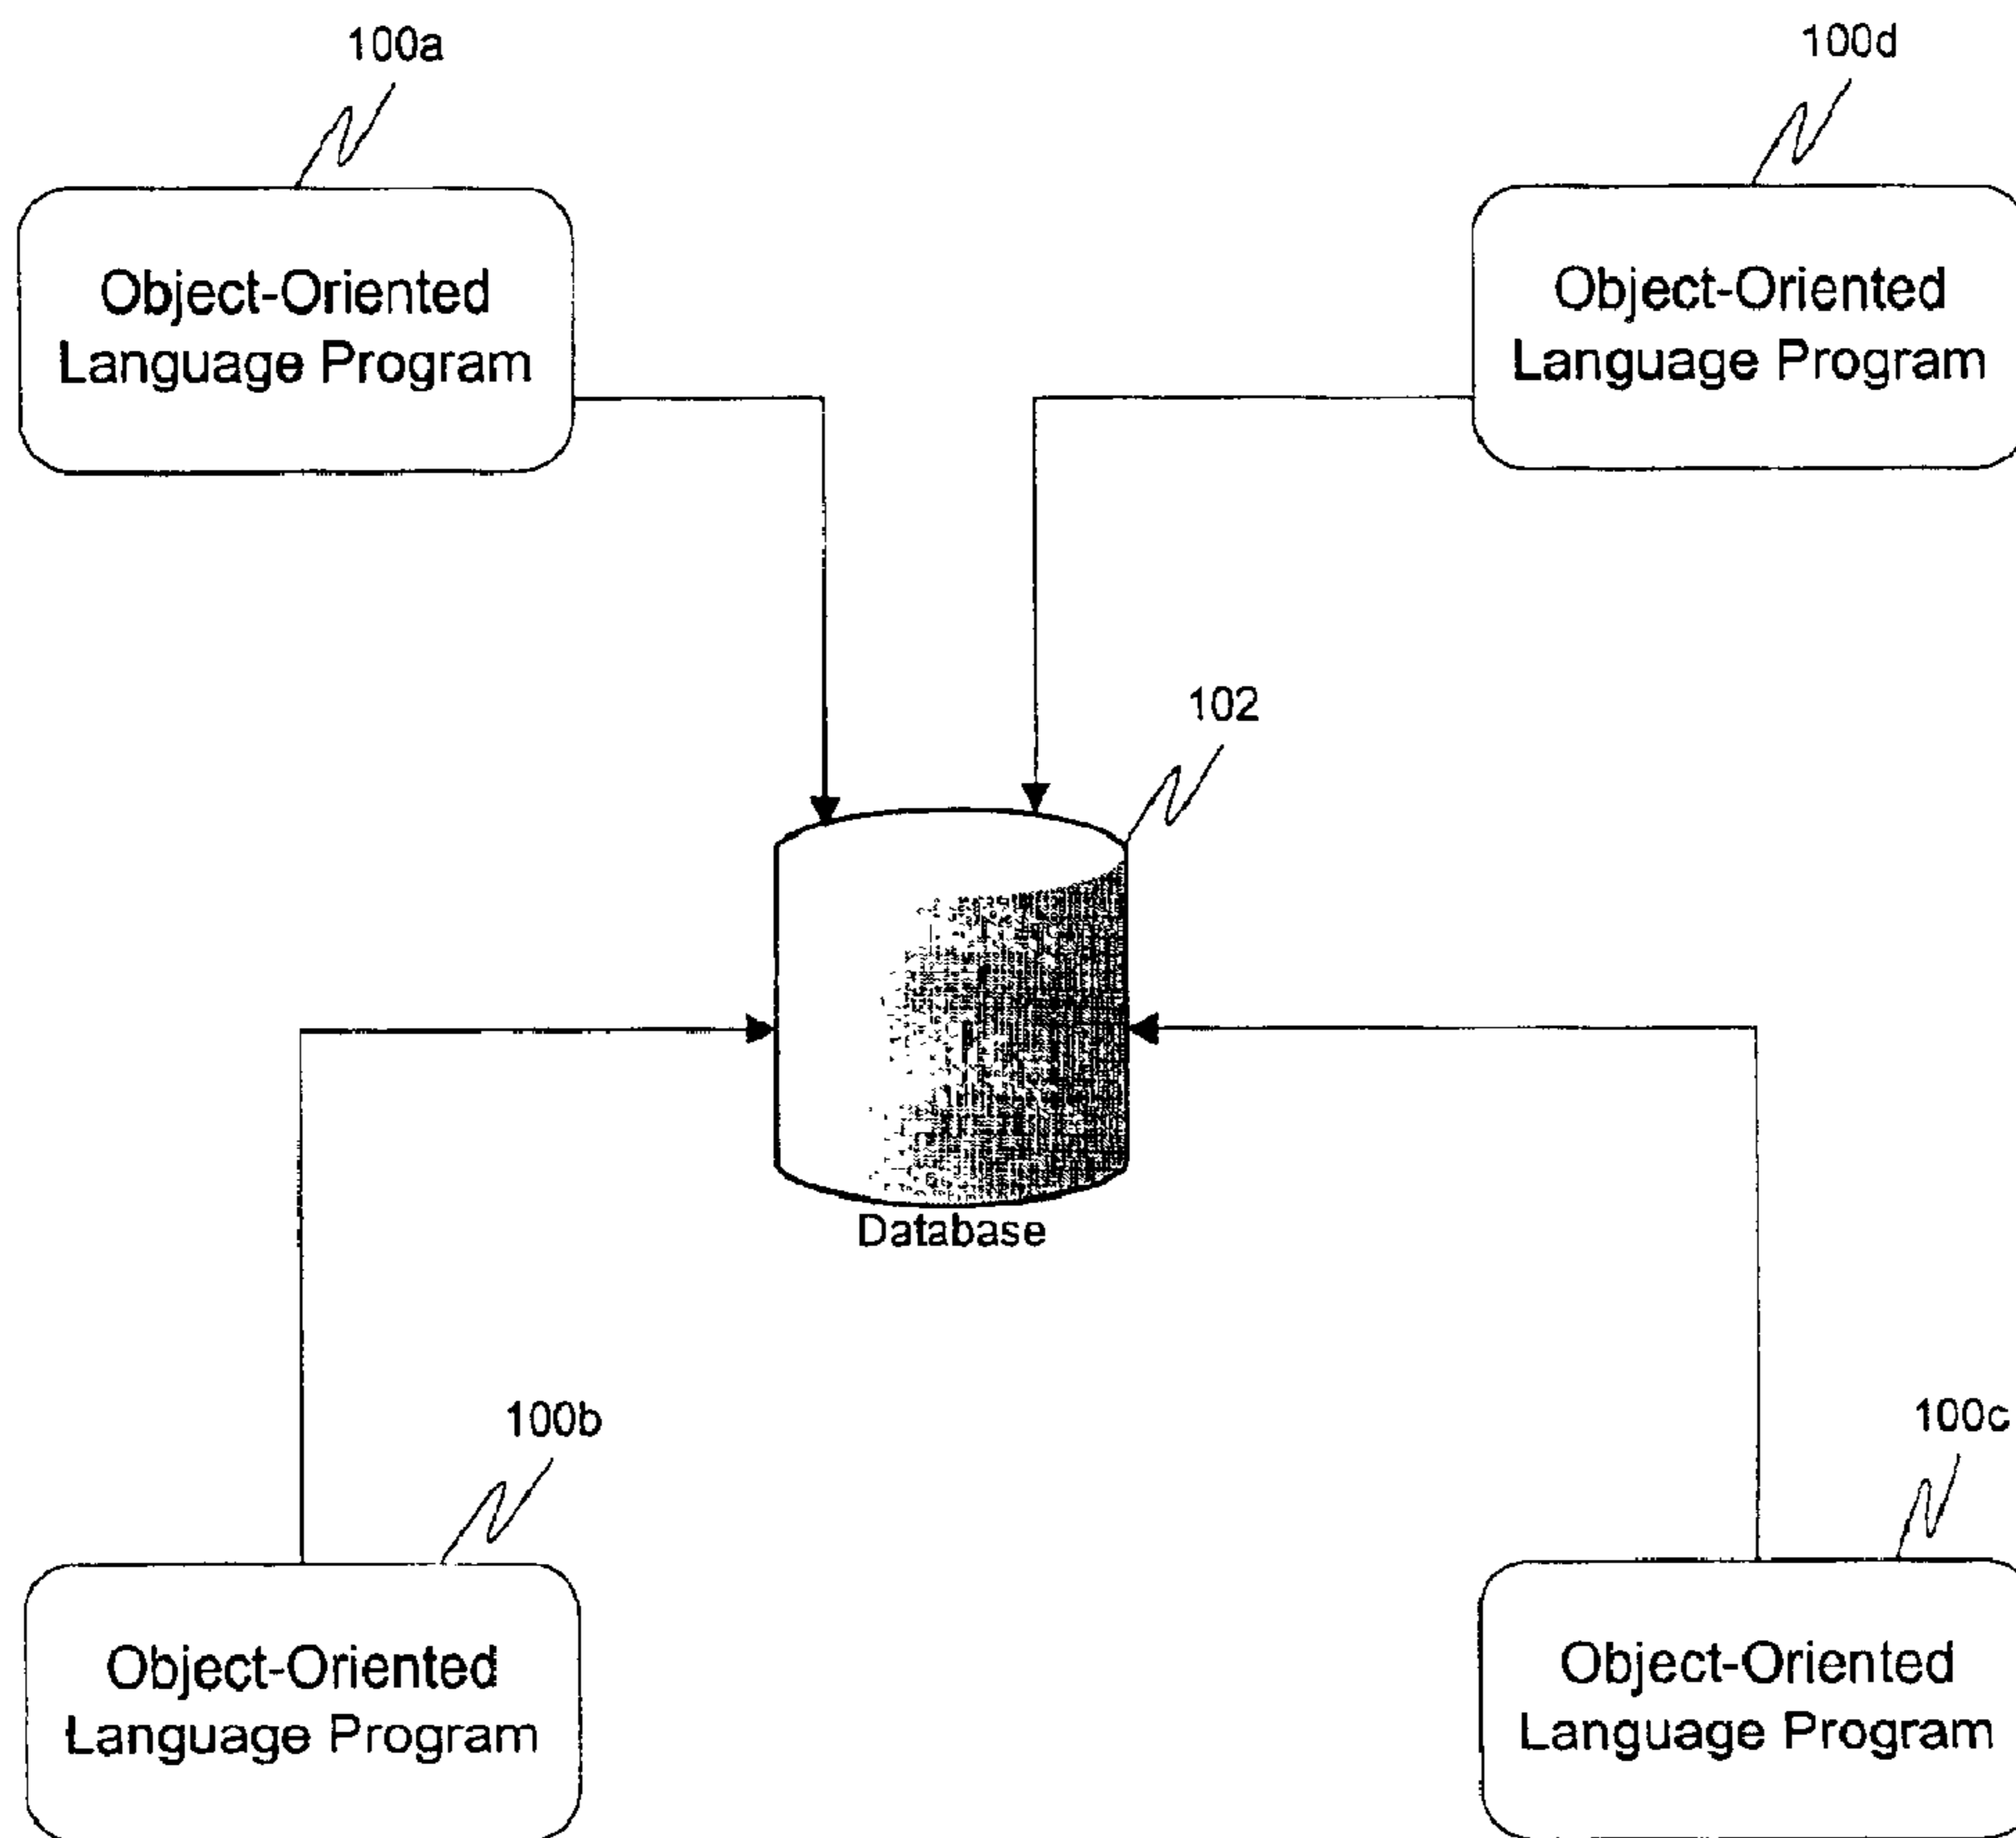 100a
100d
Object-Oriented
Language Program
Object-Oriented
Language Program
102
Database
100b
100c
Object-Oriented
Language Program
Object-Oriented
Language Program